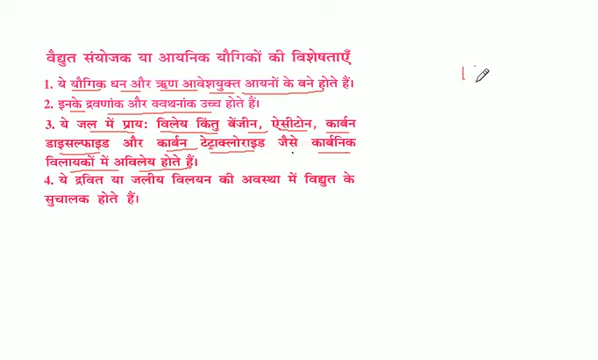 वैद्युत संयोजक या आयनिक यौगिकों की विशेषताएँ
1. ये यौगिक धन और ऋण आवेशयुक्त आयनों के बने होते हैं।
2. इनके द्रवणांक और क्वथनांक उच्च होते हैं।
3. ये जल में प्राय: विलेय किंतु बेंजीन, ऐसीटोन, कार्बन
डाइसल्फाइड और कार्बन टेट्राक्लोराइड जैसे कार्बनिक
विलायकों में अविलेय होते हैं।
4. ये द्रवित या जलीय विलयन की अवस्था में विद्युत के
सुचालक होते हैं।